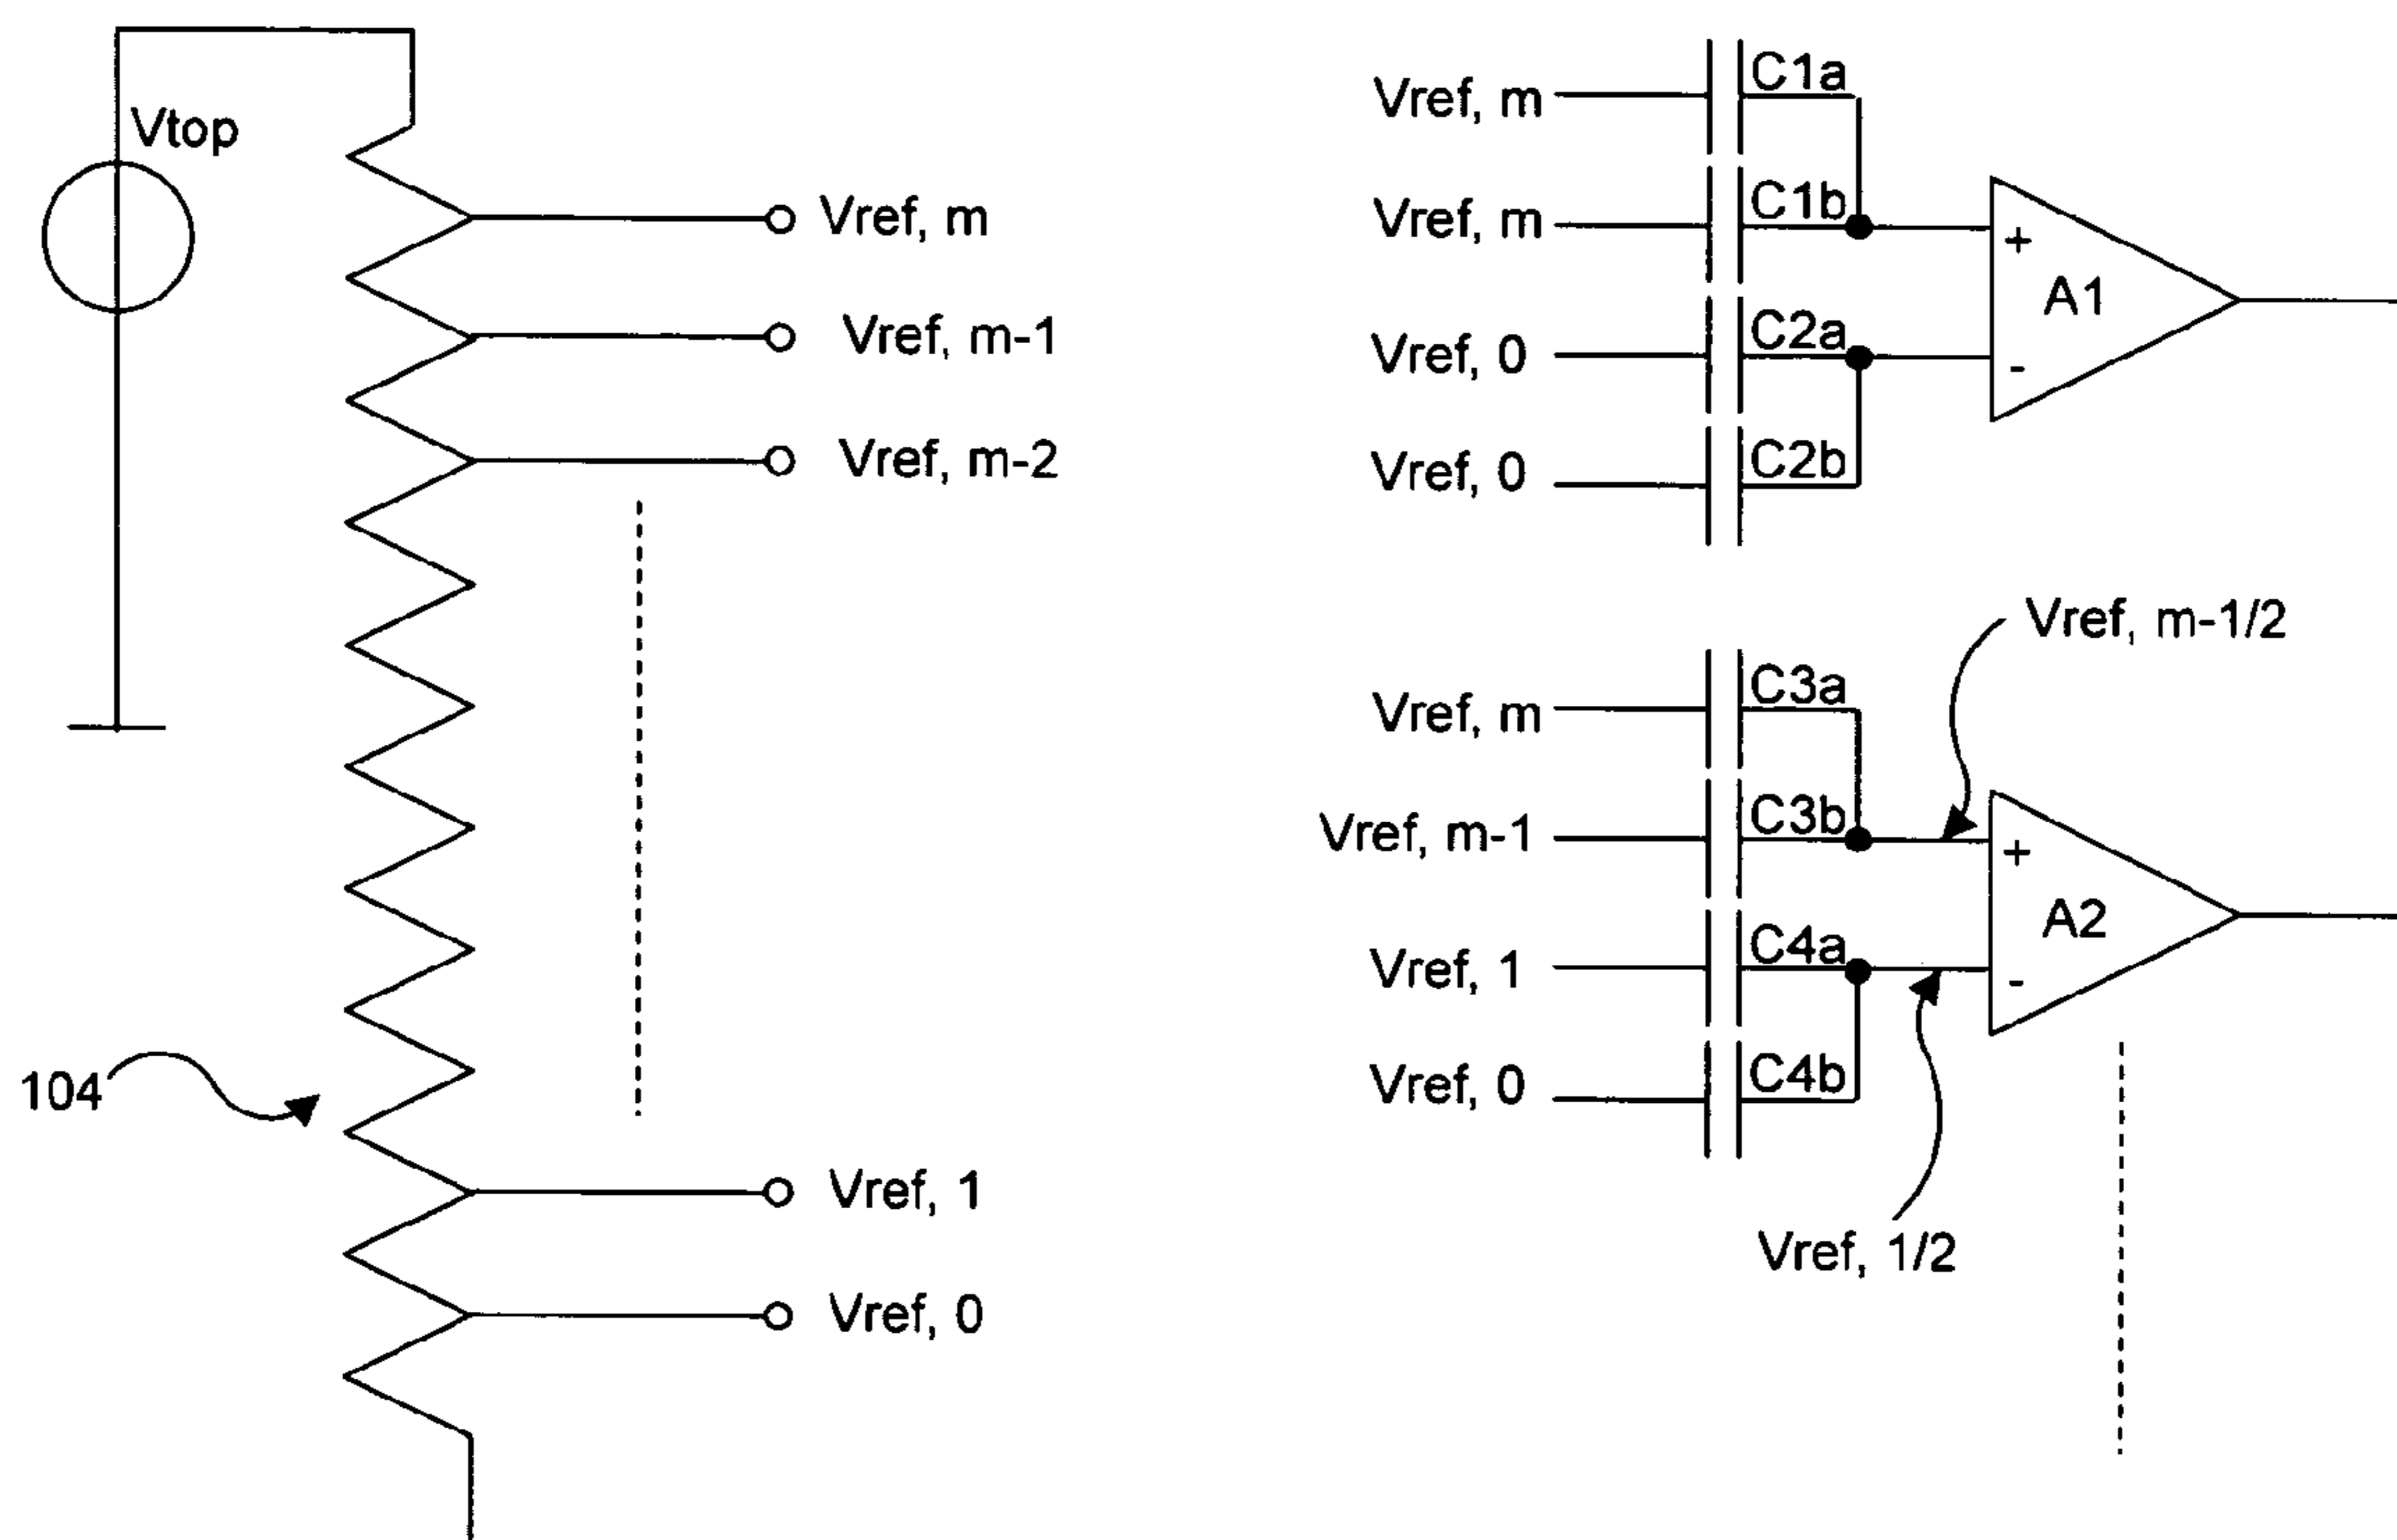 Vtop
Vref, m
Vref, m-1
Vref, m-2
Vref, 1
Vref, 0
104
Vref, m
C1a
Vref, m
C1b
Vref, 0
C2a
Vref, 0
C2b
+
-
A1
Vref, m-1/2
Vref, m
C3a
Vref, m-1
C3b
Vref, 1
C4a
Vref, 0
C4b
+
-
A2
Vref, 1/2